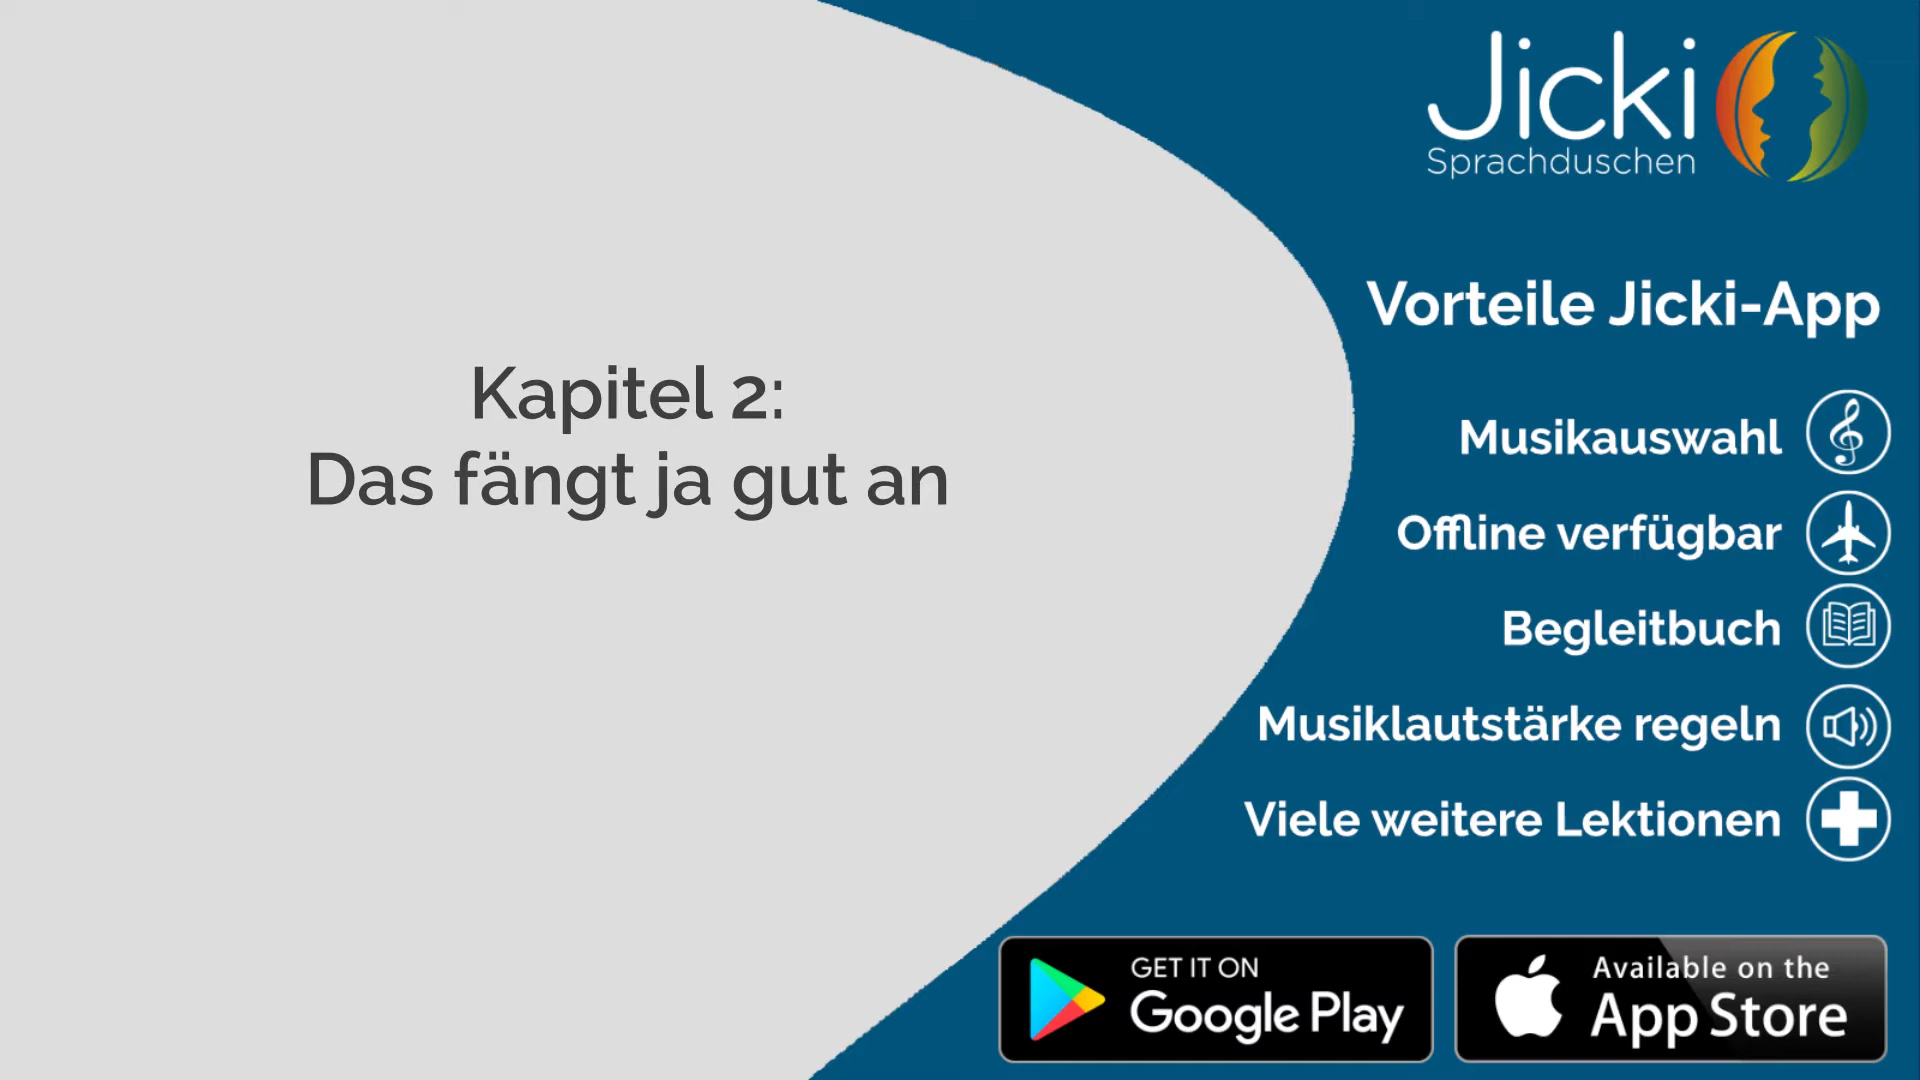 Kapitel 2:
Das fängt ja gut an
Jicki
Sprachduschen
Vorteile Jicki-App
Musikauswahl
Offline verfügbar
Begleitbuch
Musiklautstärke regeln
Viele weitere Lektionen
GET IT ON
Google Play
Available on the
App Store